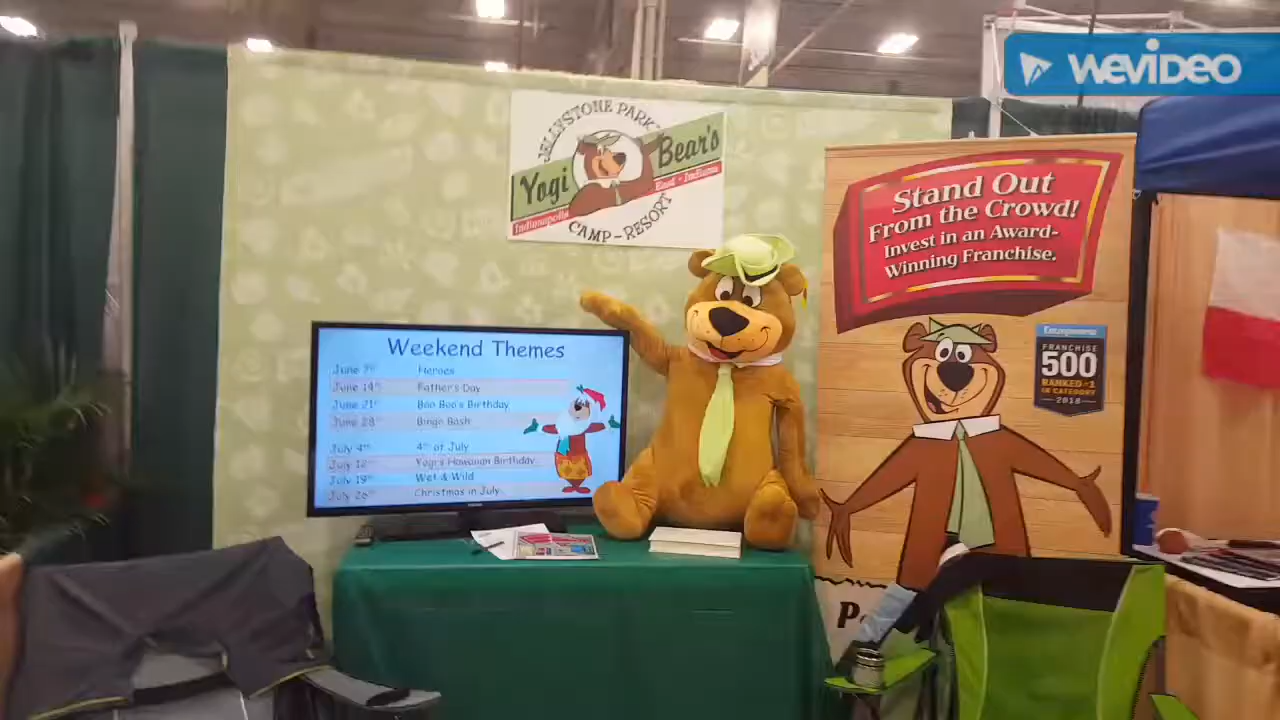 WEVIDEO
JELLYSTONE PARK
Yogi Bear's
Indianapolis East - Indiana
CAMP-RESORT
Stand Out
From the Crowd!
Invest in an Award-
Winning Franchise.
Entrepreneur
FRANCHISE
500
RANKED #1
IN CATEGORY
2018
Weekend Themes
June 7th Heroes
June 14th Father's Day
June 21st Boo Boo's Birthday
June 28th Bingo Bash
July 4th 4th of July
July 12th Yogi's Hawaiian Birthday
July 19th Wet & Wild
July 26th Christmas in July